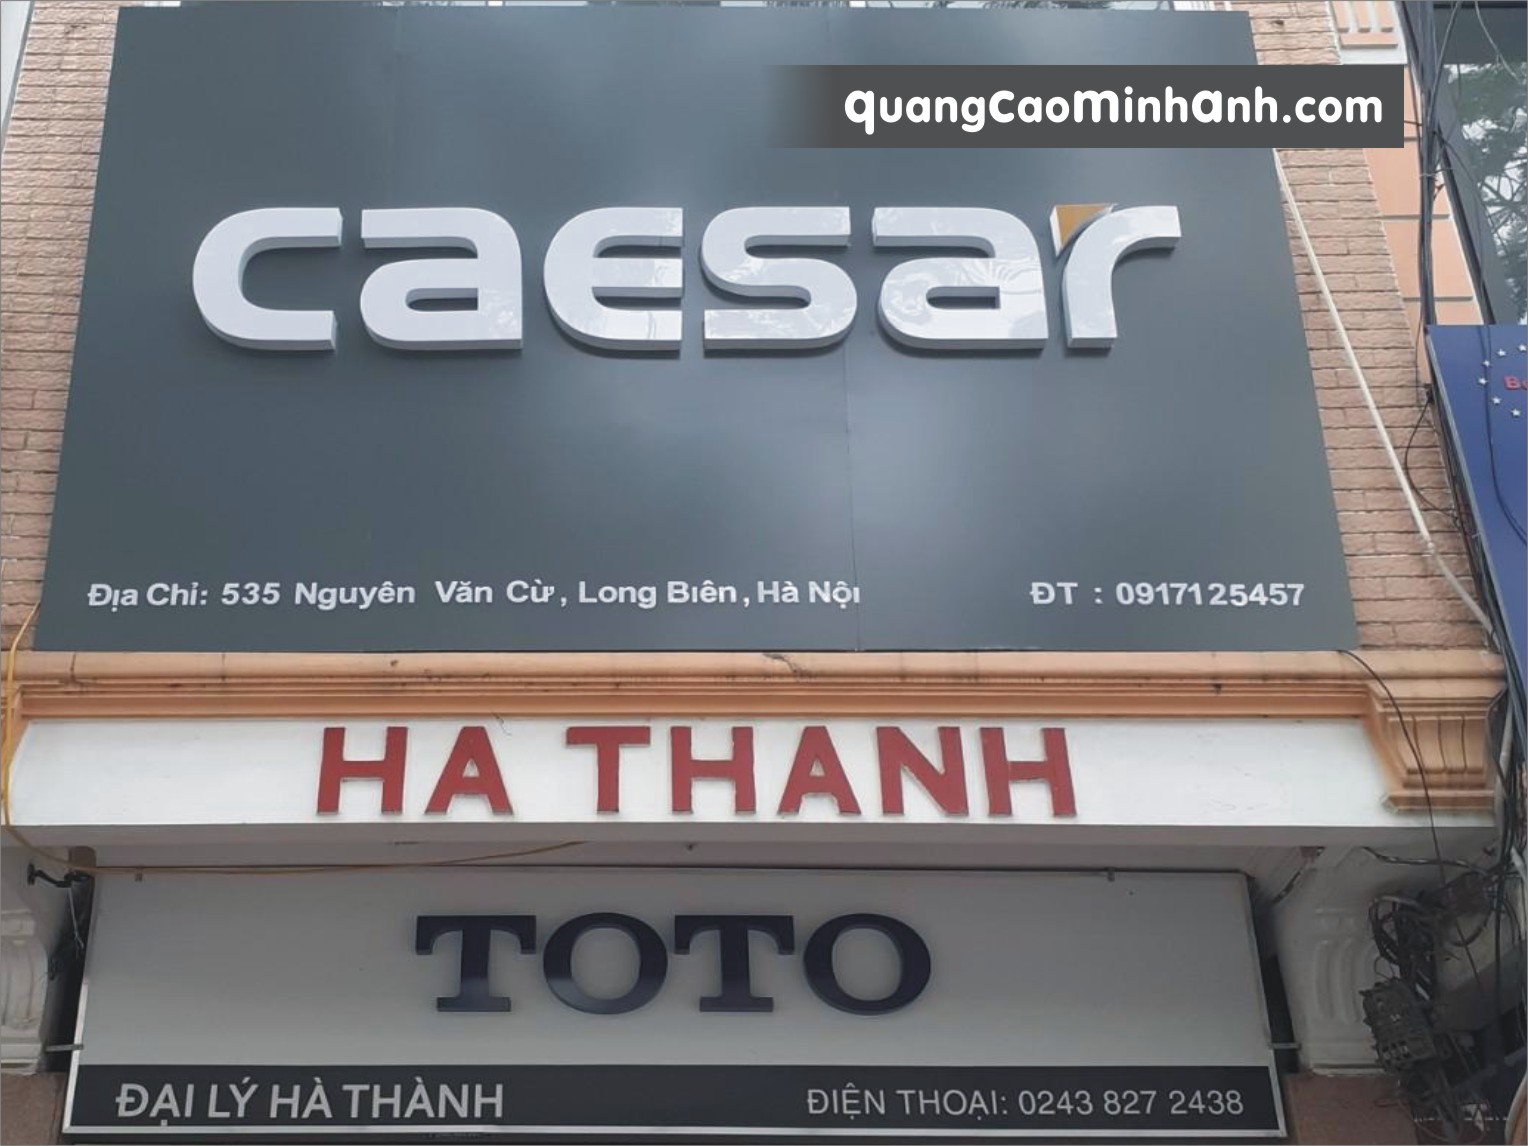 quangcaominhanh.com
caesar
Địa Chỉ: 535 Nguyên Văn Cừ, Long Biên, Hà Nội
ĐT : 0917125457
HA THANH
TOTO
ĐẠI LÝ HÀ THÀNH
ĐIỆN THOẠI: 0243 827 2438